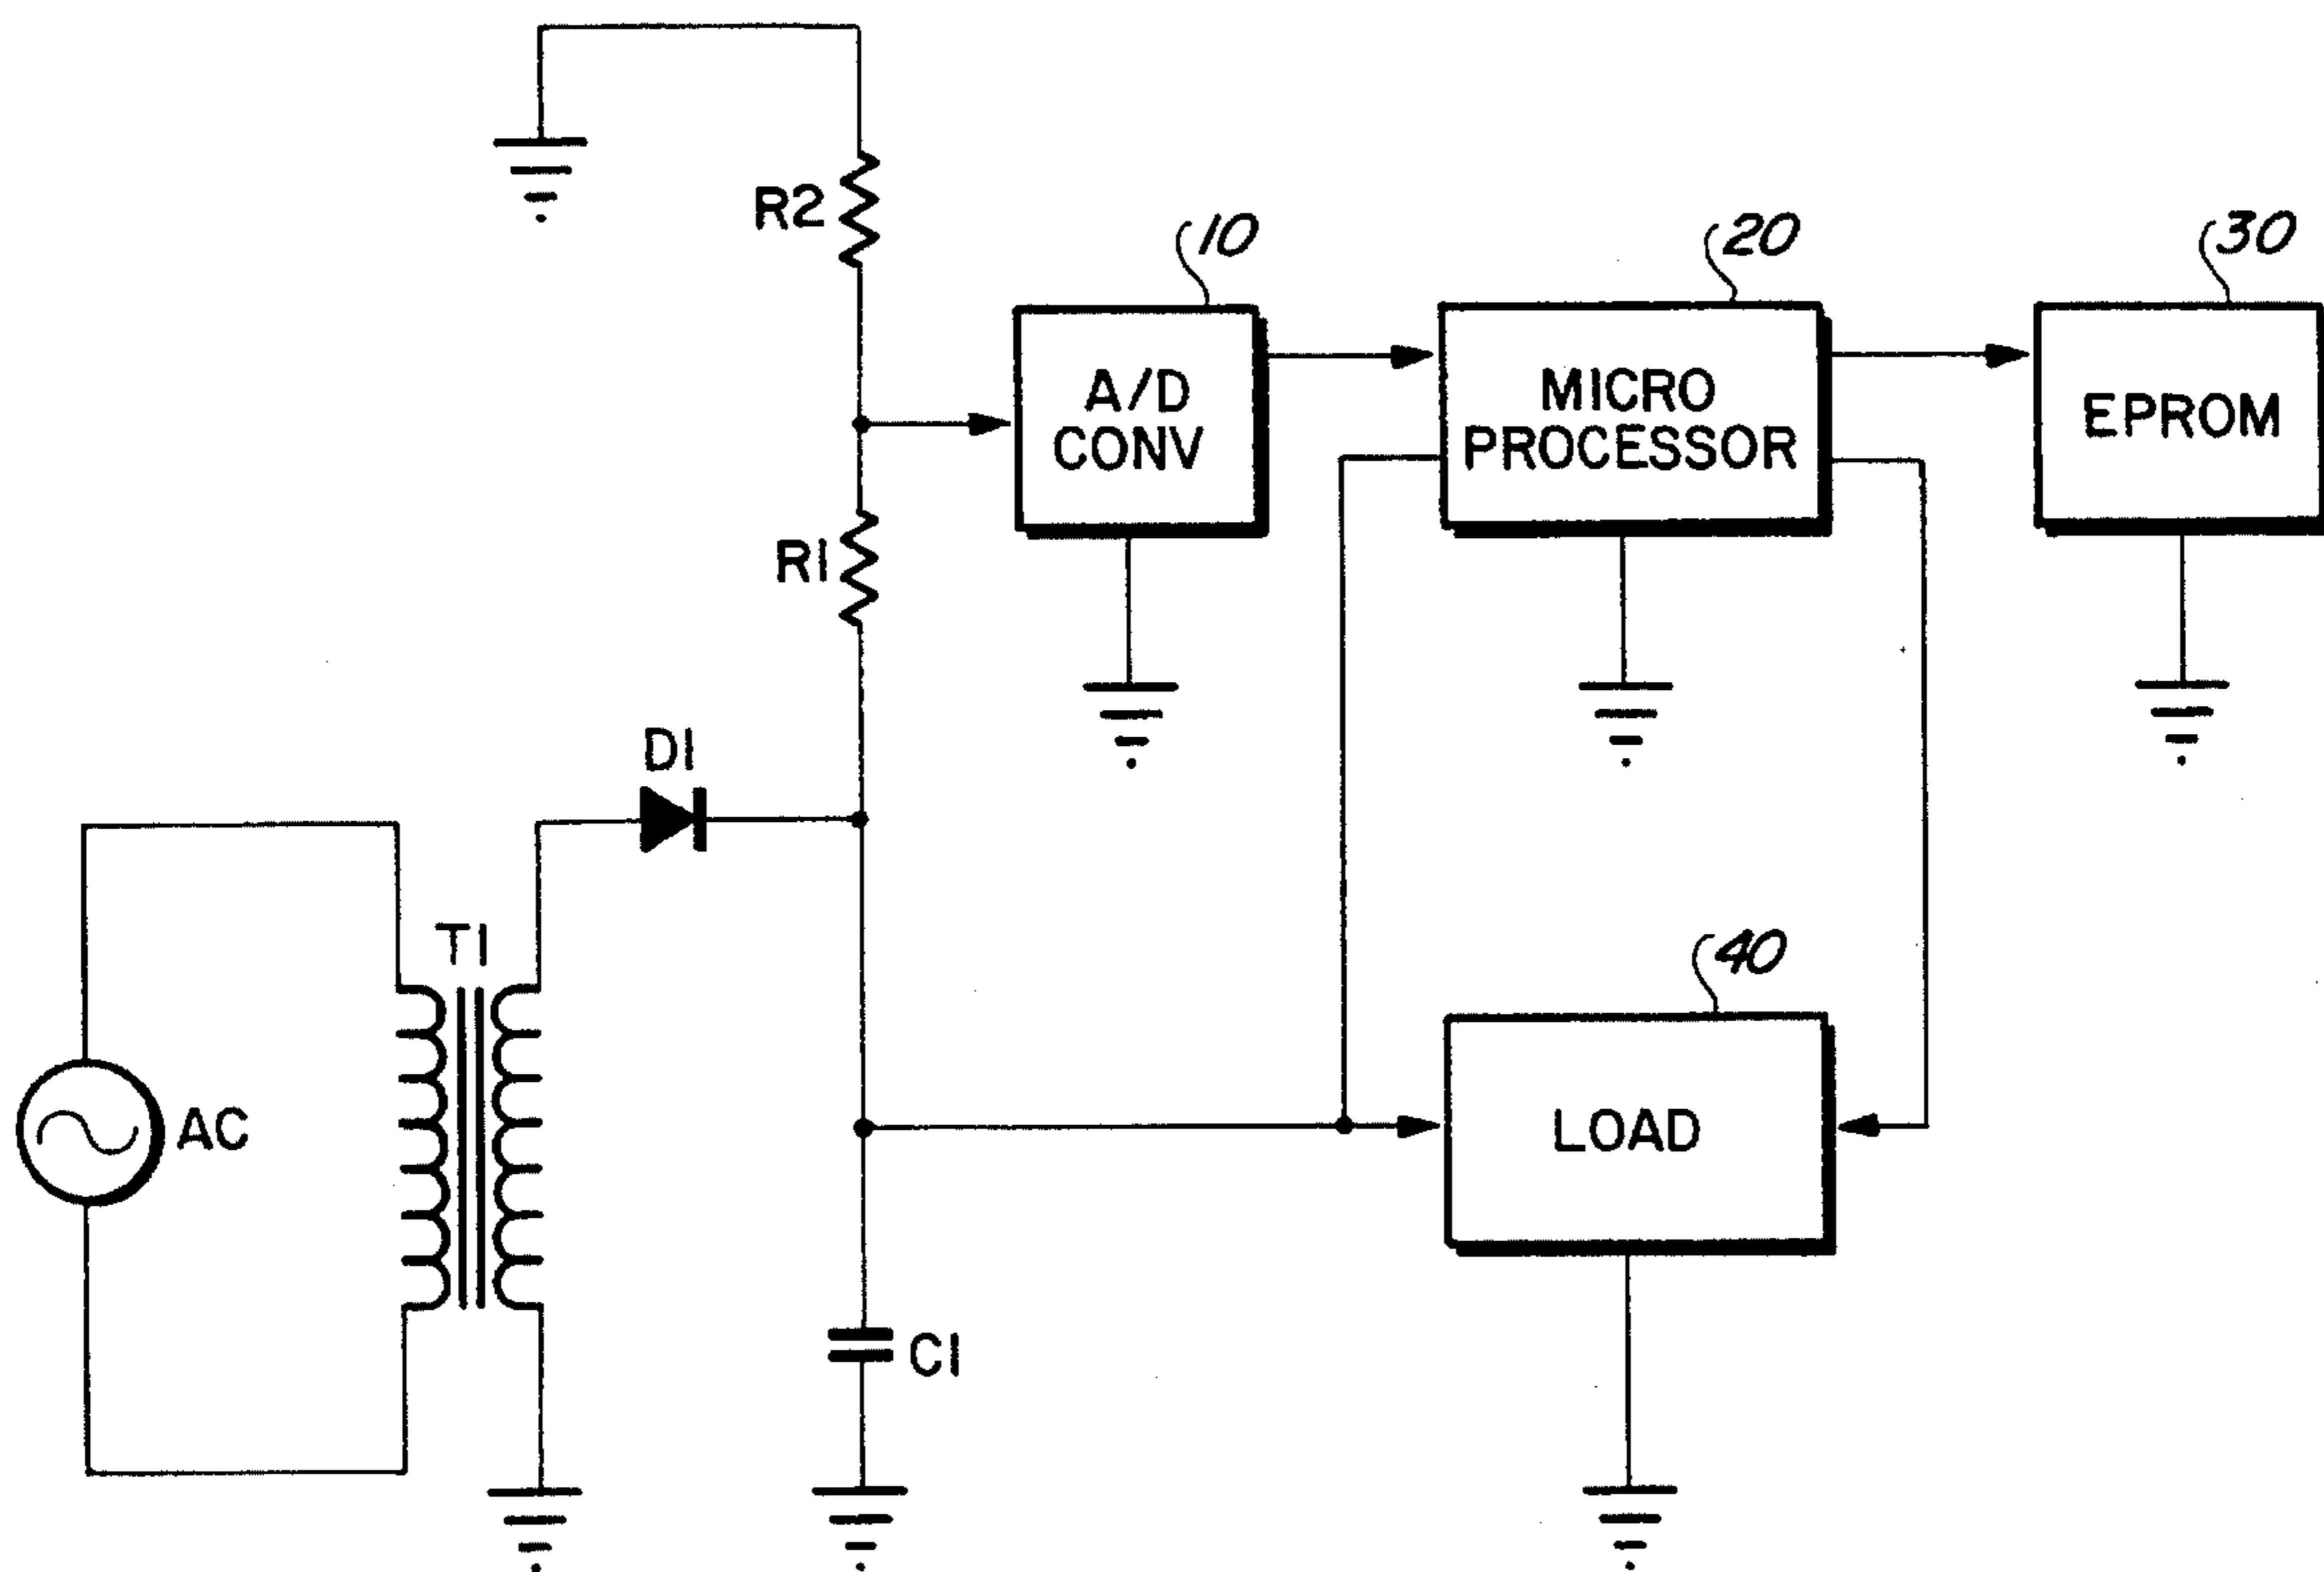 R2
10
20
30
A/D
CONV
MICRO
PROCESSOR
EPROM
R1
D1
T1
40
AC
LOAD
C1